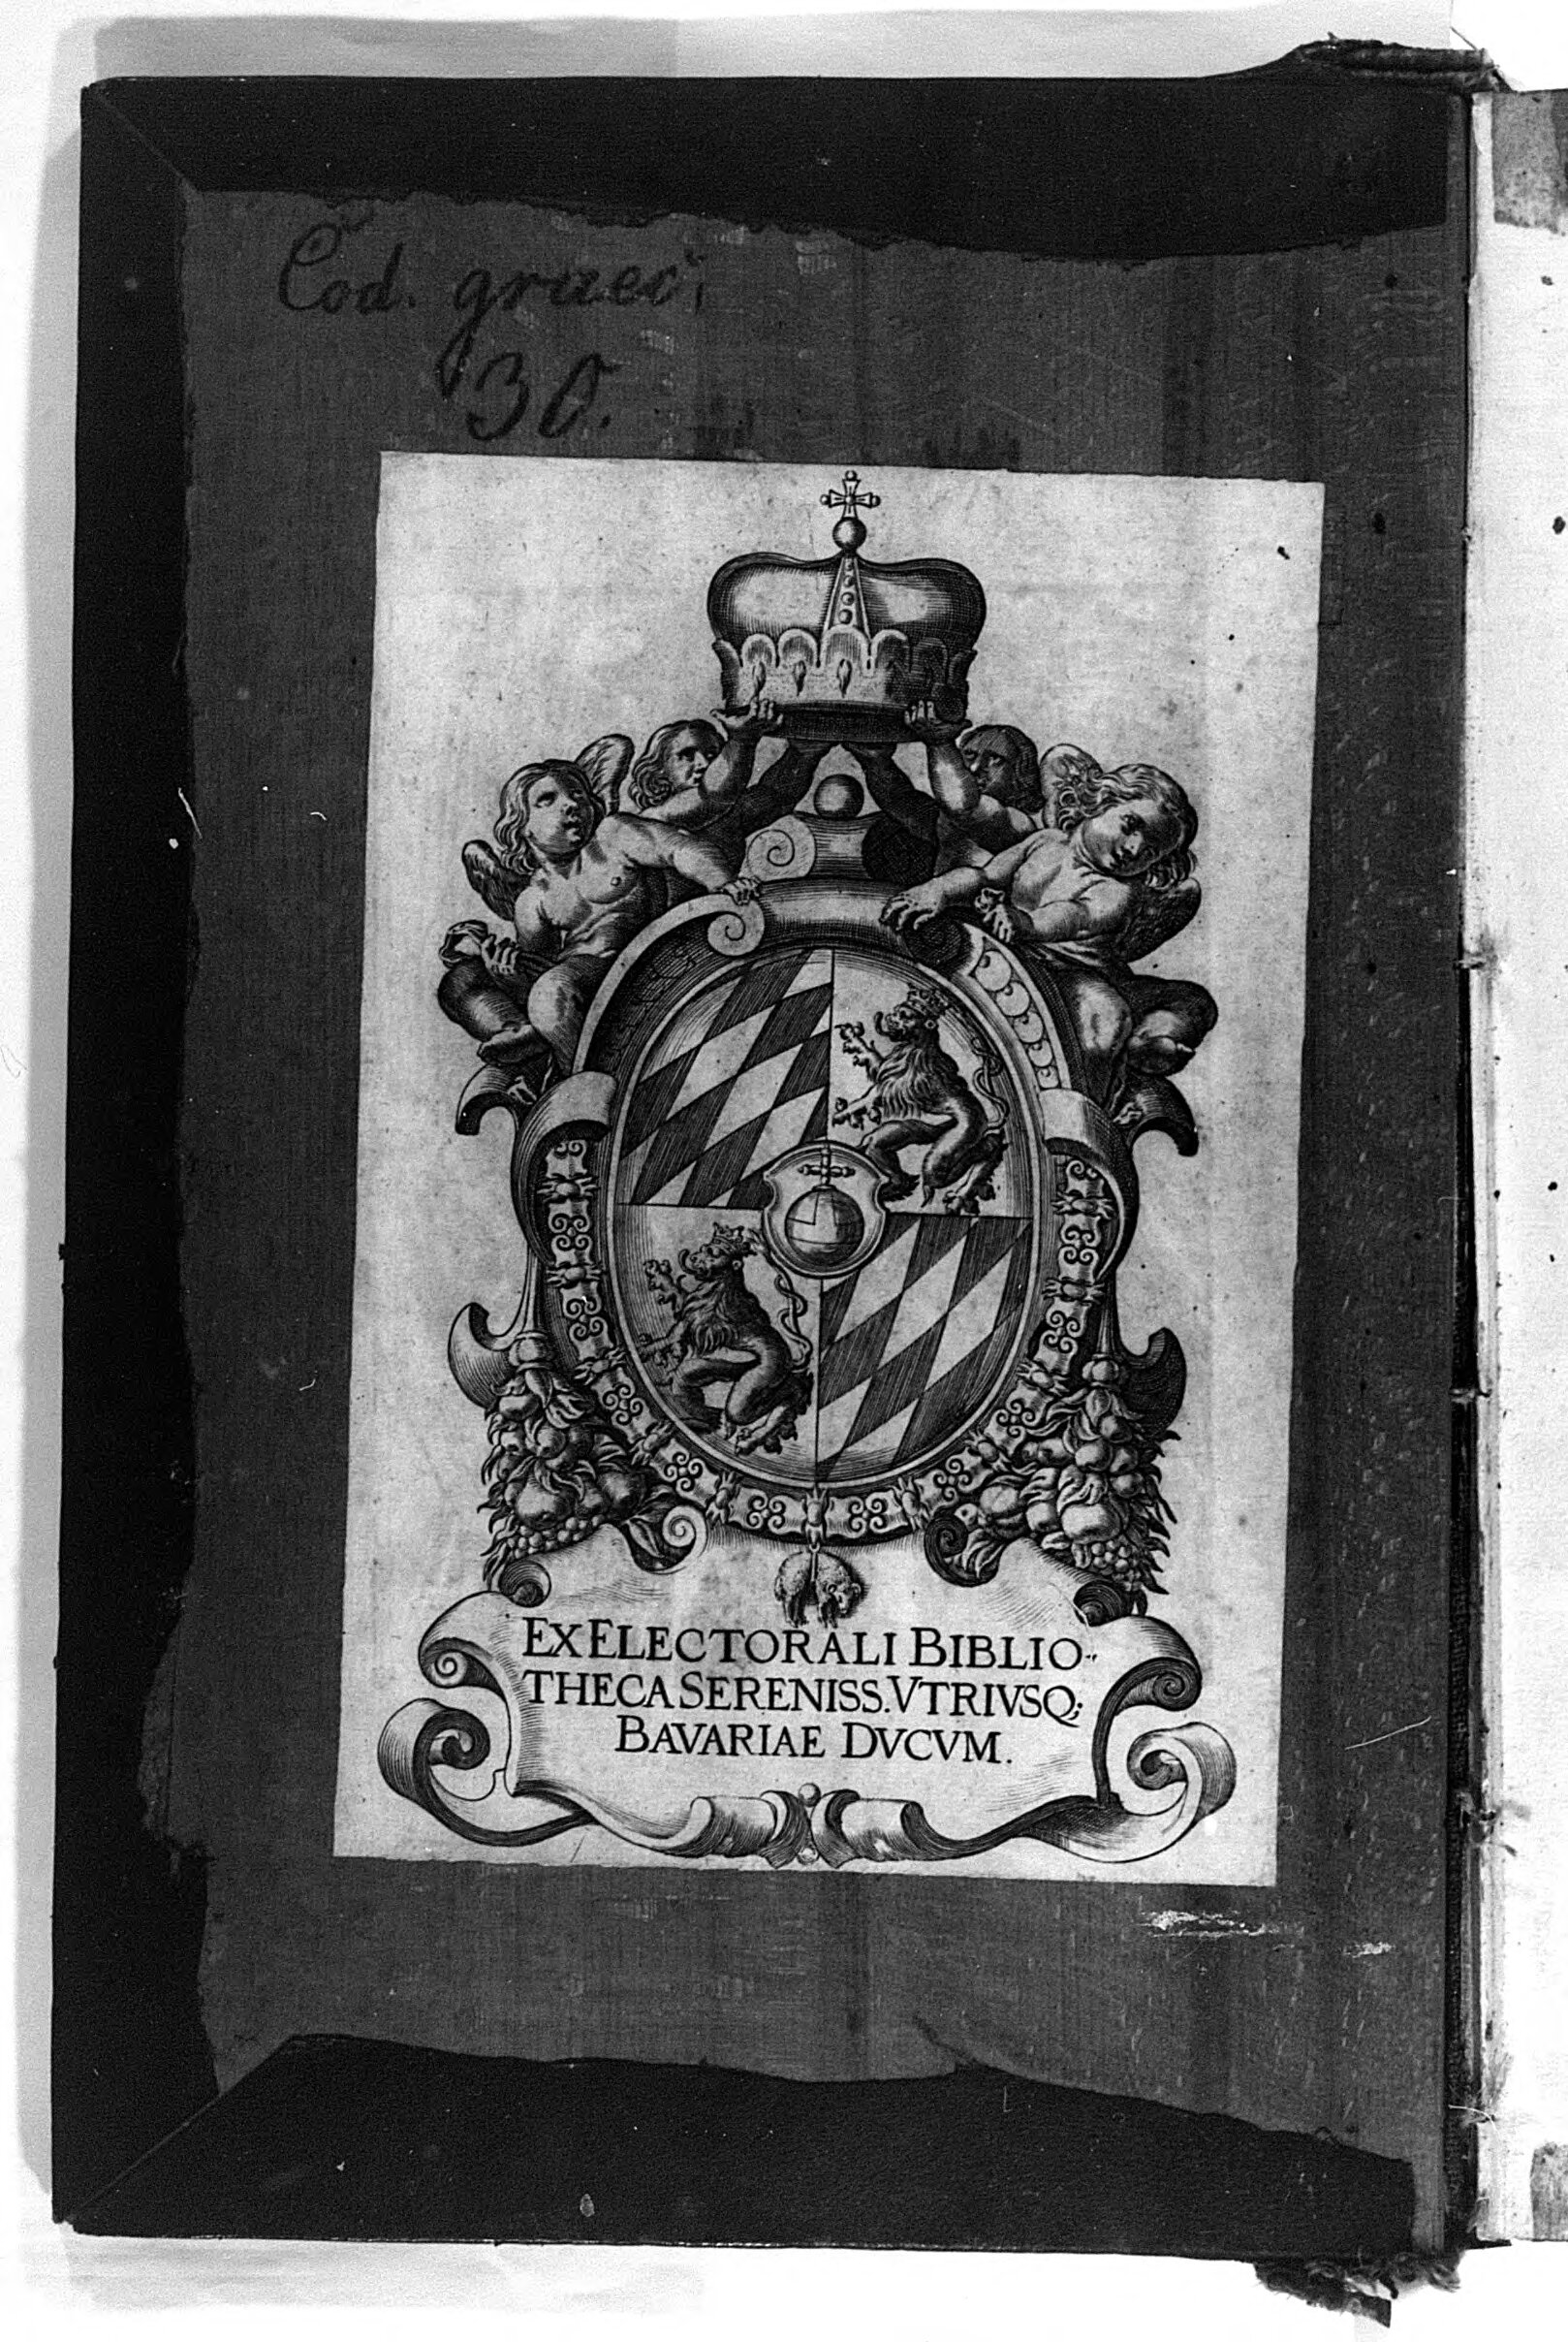 Cod. graec.
30.
EX ELECTORALI BIBLIO-
THECA SERENISS. VTRIVSQ;
BAVARIAE DVCVM.